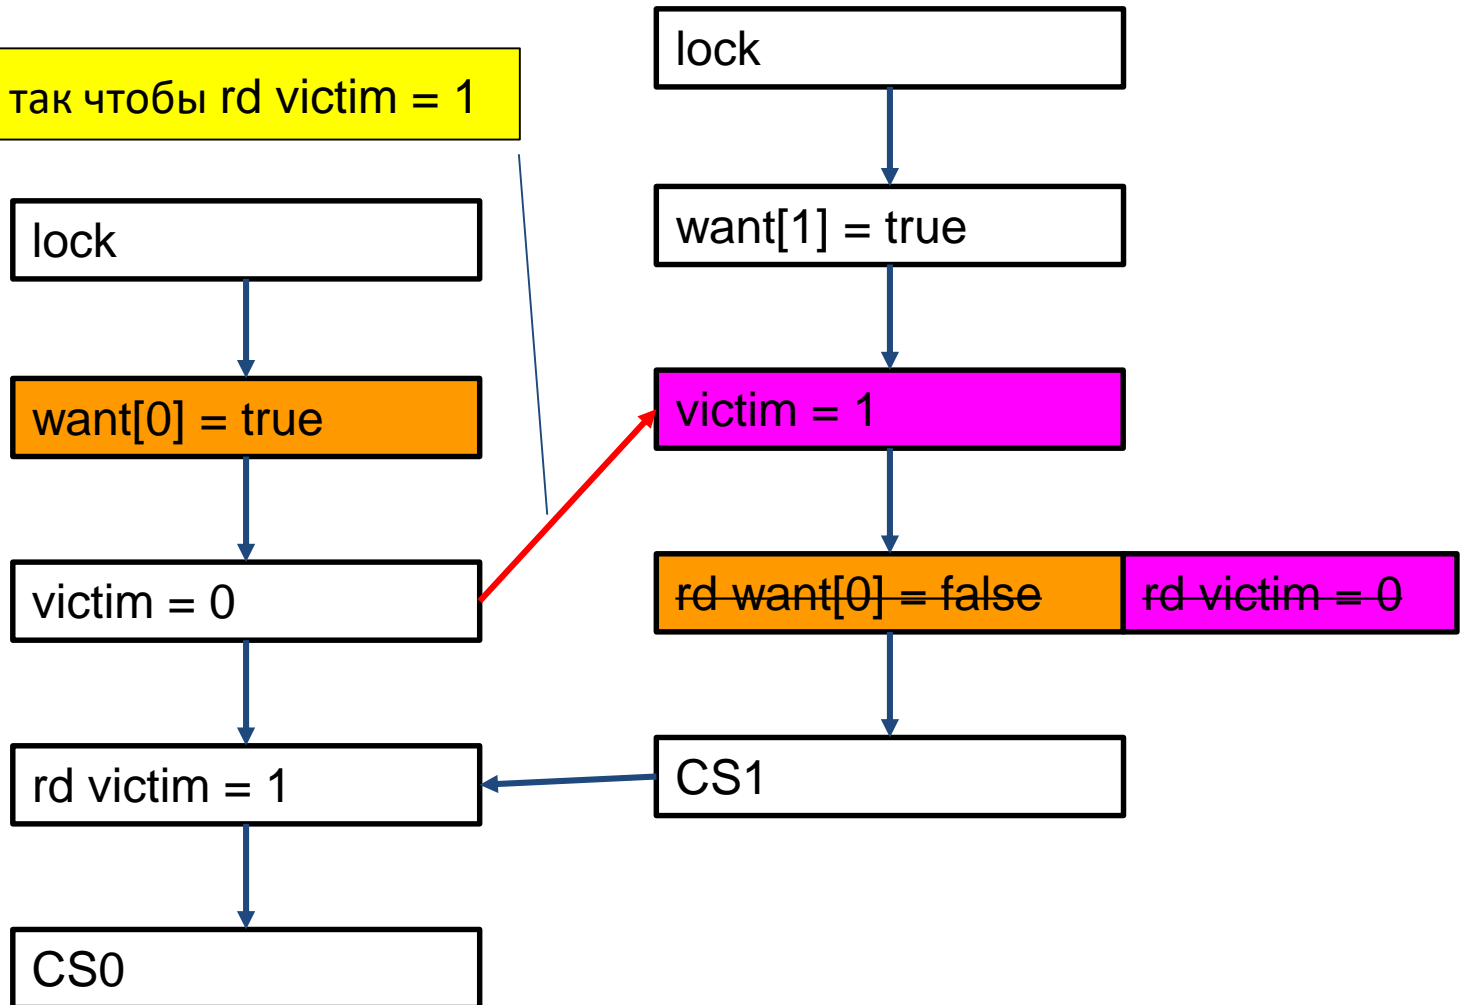 lock
так чтобы rd victim = 1
lock
want[1] = true
want[0] = true
victim = 1
victim = 0
rd want[0] = false
rd victim = 0
rd victim = 1
CS1
CS0